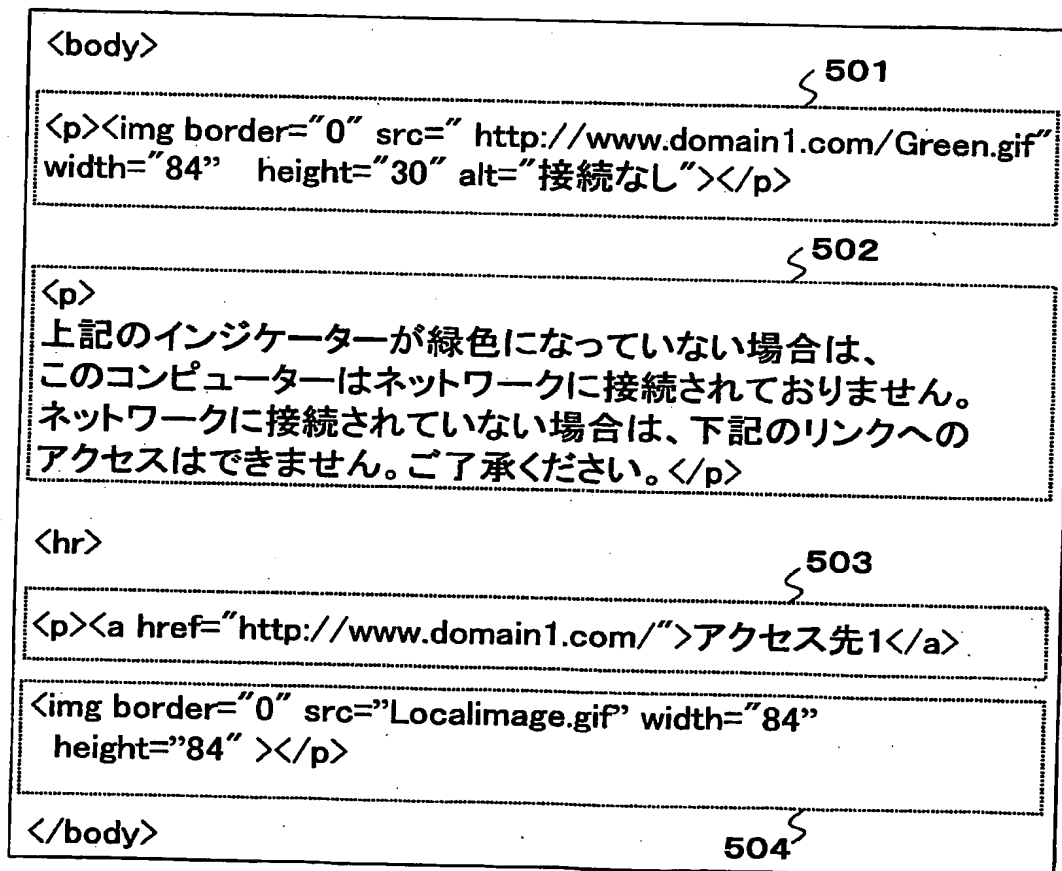 <body>
501
<p><img border="0" src=" http://www.domain1.com/Green.gif"
width="84" height="30" alt="接続なし"></p>
502
<p>
上記のインジケーターが緑色になっていない場合は、
このコンピューターはネットワークに接続されておりません。
ネットワークに接続されていない場合は、下記のリンクへの
アクセスはできません。ご了承ください。</p>
<hr>
503
<p><a href="http://www.domain1.com/">アクセス先1</a>
<img border="0" src="Localimage.gif" width="84"
height="84" ></p>
</body>
504